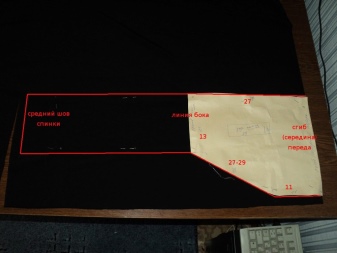 27
средний шов
спинки
линия бока
сгиб
(середина
переда
13
27-29
11